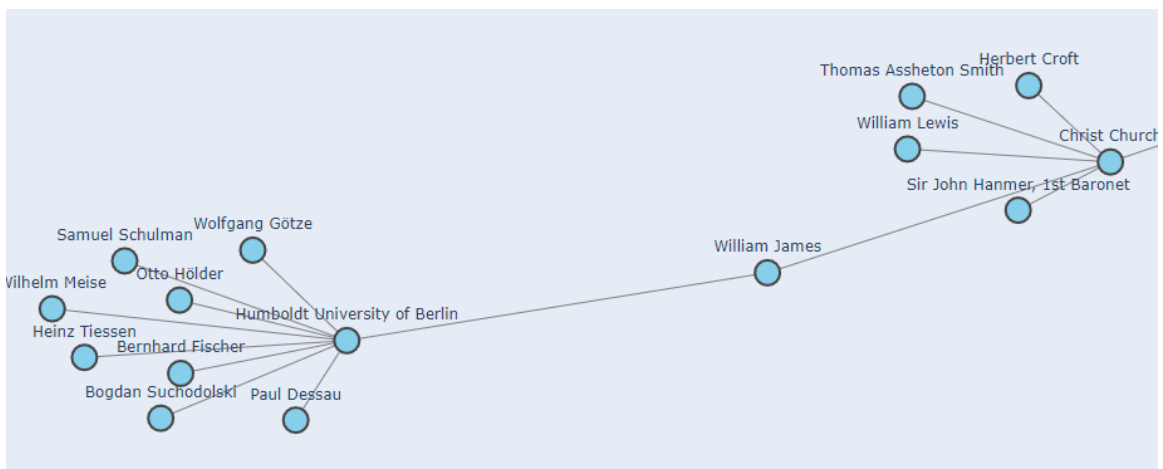 Herbert Croft
Thomas Assheton Smith
William Lewis
Christ Church
Sir John Hanmer, 1st Baronet
Wolfgang Götze
Samuel Schulman
William James
Otto Hölder
Wilhelm Meise
Humboldt University of Berlin
Heinz Tiessen
Bernhard Fischer
Bogdan Suchodolski
Paul Dessau